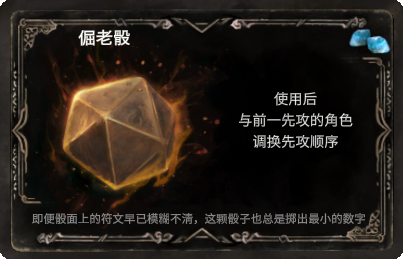 倔老骰
使用后
与前一先攻的角色
调换先攻顺序
即便骰面上的符文早已模糊不清，这颗骰子也总是掷出最小的数字